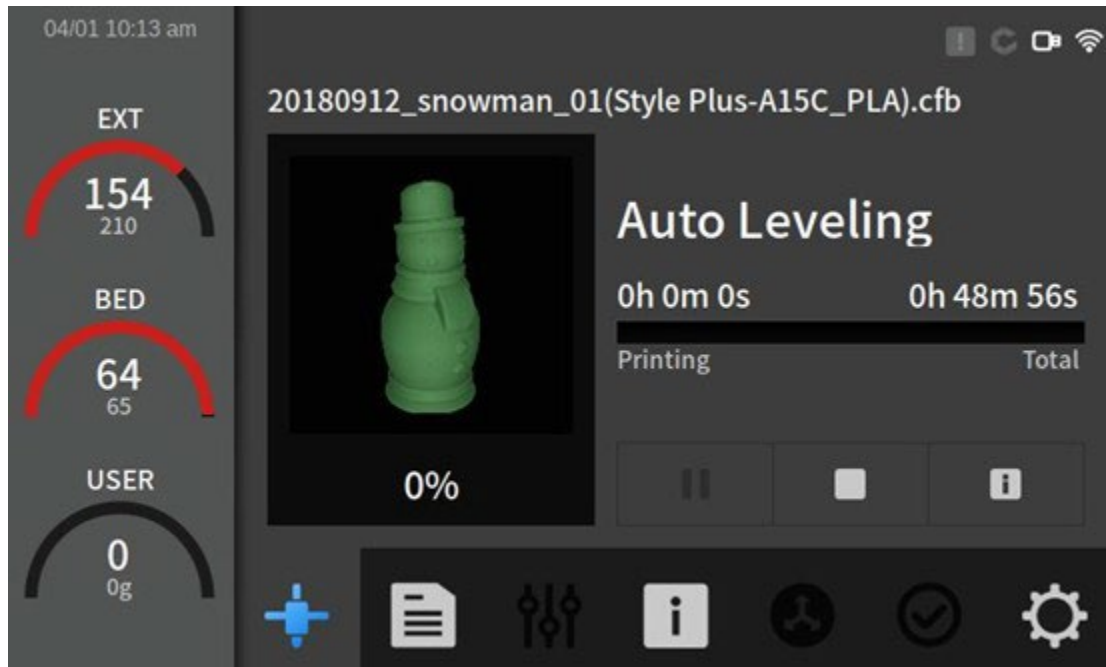 04/01 10:13 am
EXT
154
210
BED
64
65
USER
0
0g
20180912_snowman_01(Style Plus-A15C_PLA).cfb
0%
Auto Leveling
0h 0m 0s 0h 48m 56s
Printing Total